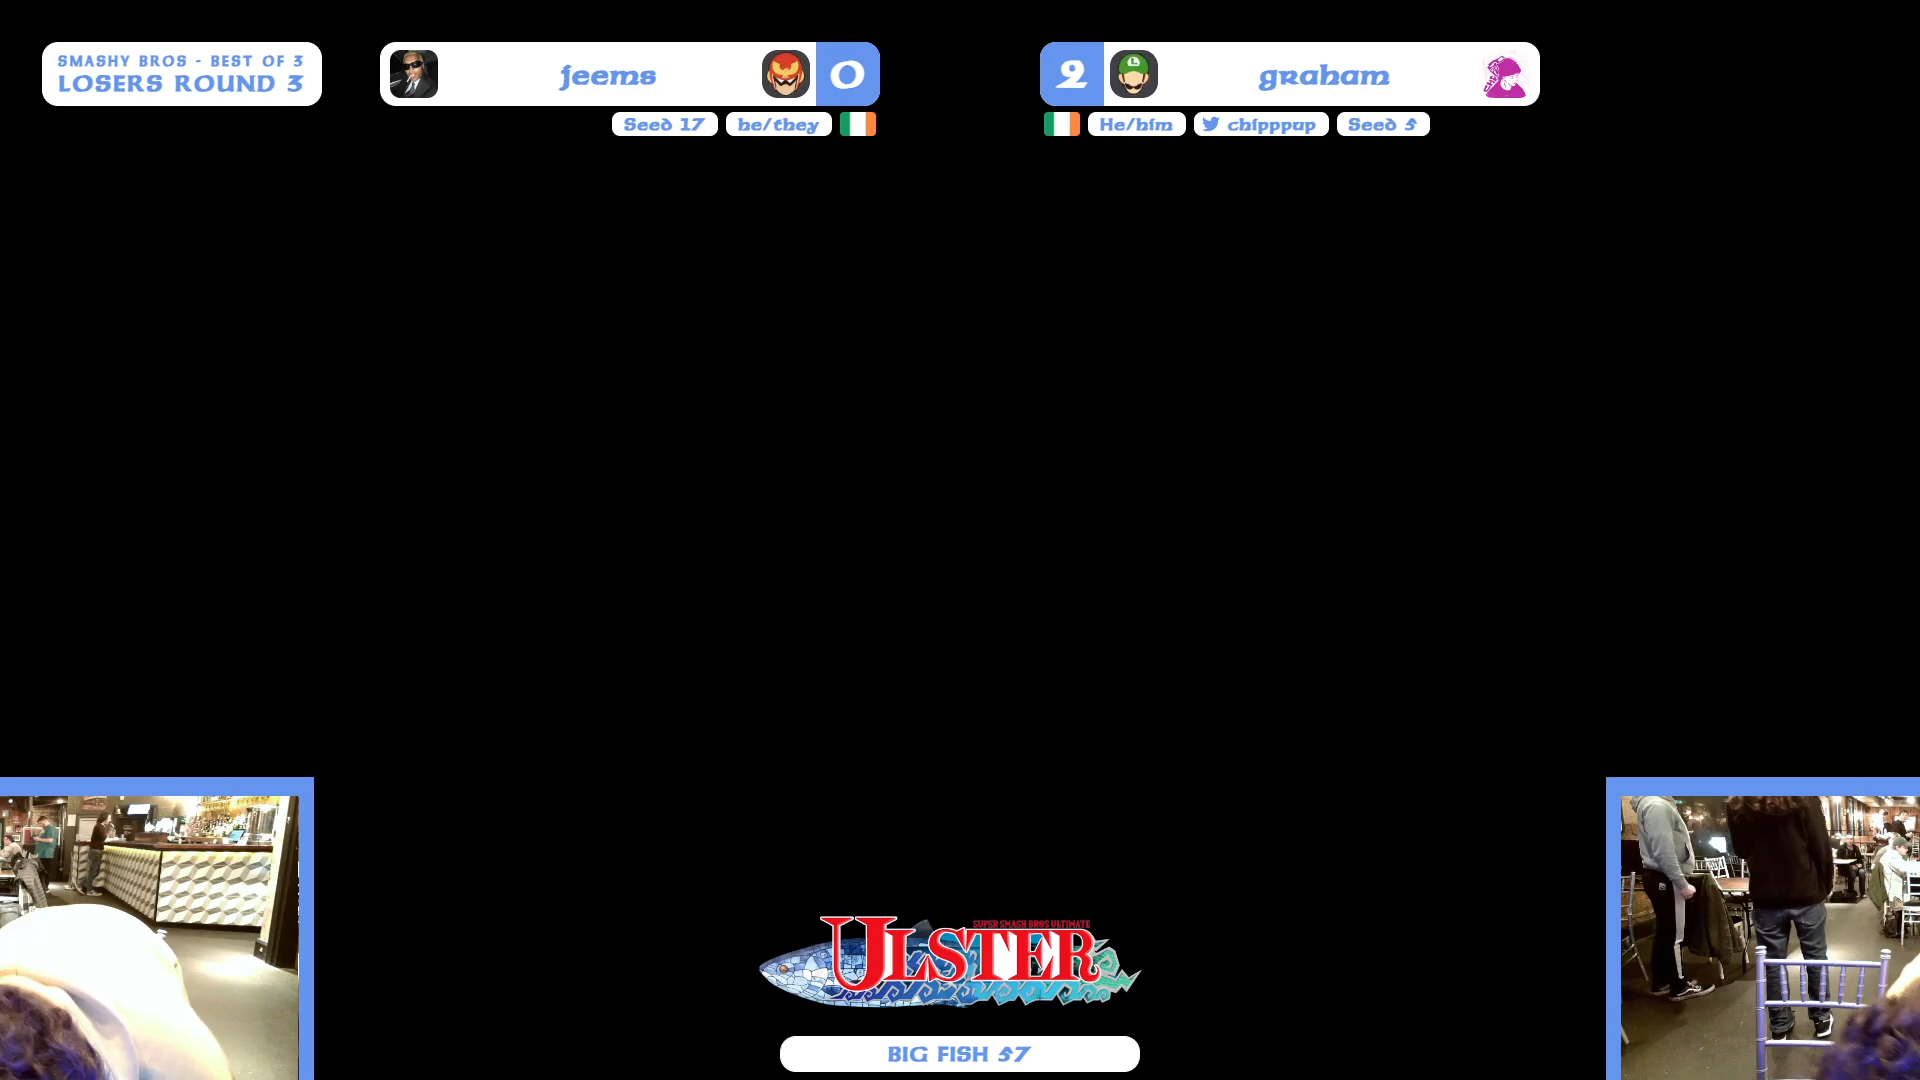 SMASHY BROS - BEST OF 3
LOSERS ROUND 3
jeems
0
2
L
graham
Seed 17
he/they
He/him
chipppup
Seed 5
SUPER SMASH BROS ULTIMATE
ULSTER
BIG FISH 57